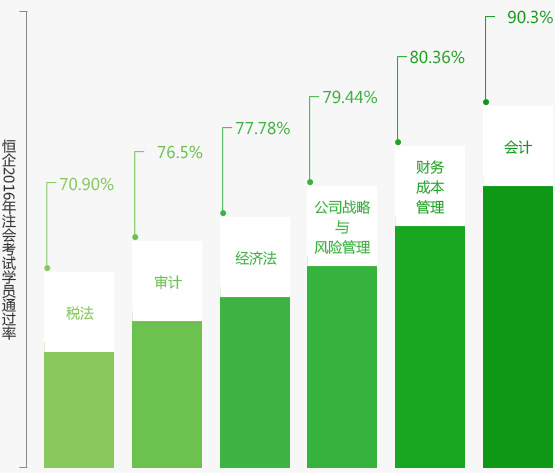 恒企2016年注会考试学员通过率
70.90%
税法
76.5%
审计
77.78%
经济法
79.44%
公司战略
与
风险管理
80.36%
财务
成本
管理
90.3%
会计